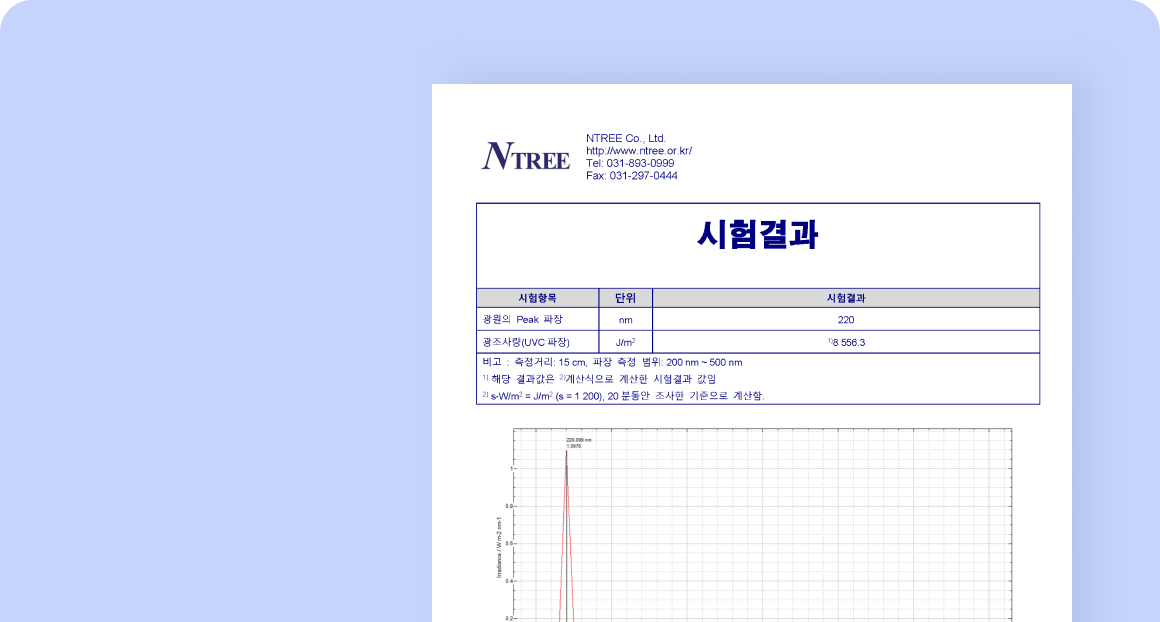 NTREE
NTREE Co., Ltd.
http://www.ntree.or.kr/
Tel: 031-893-0999
Fax: 031-297-0444
시험결과
시험항목 단위 시험결과
광원의 Peak 파장 nm 220
광조사량(UVC 파장) J/m² ¹⁾8 556.3
비고 : 측정거리: 15 cm, 파장 측정 범위: 200 nm ~ 500 nm
¹⁾ 해당 결과값은 ²⁾계산식으로 계산한 시험결과 값임
²⁾ s·W/m² = J/m² (s = 1 200), 20 분동안 조사한 기준으로 계산함.
1.0976
1
0.8
0.6
0.4
0.2
Irradiance / W m-2 nm-1